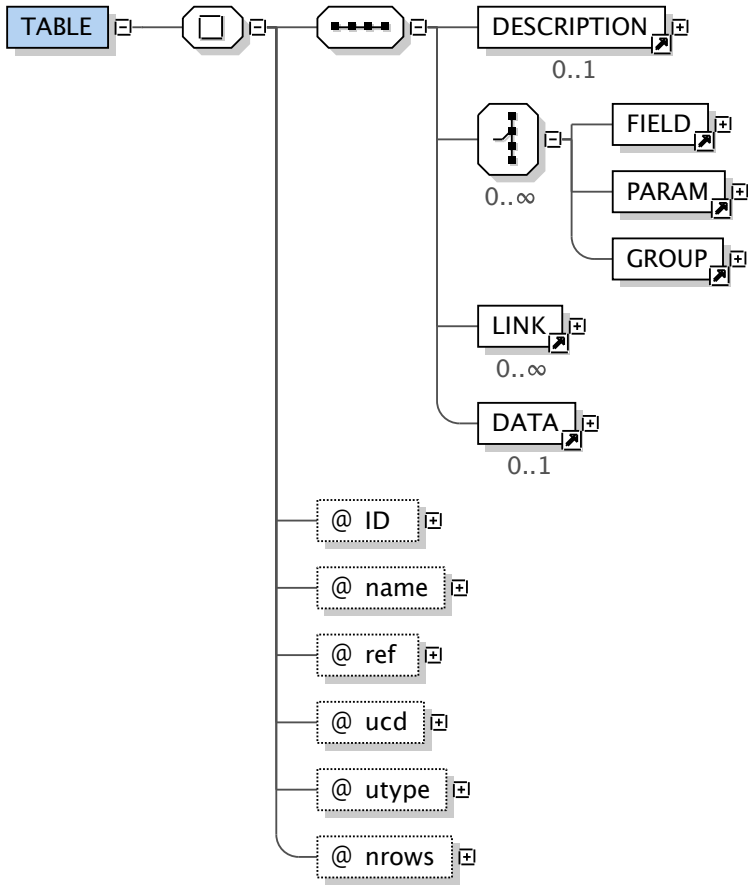 TABLE
DESCRIPTION
0..1
0..∞
FIELD
PARAM
GROUP
LINK
0..∞
DATA
0..1
@ ID
@ name
@ ref
@ ucd
@ utype
@ nrows